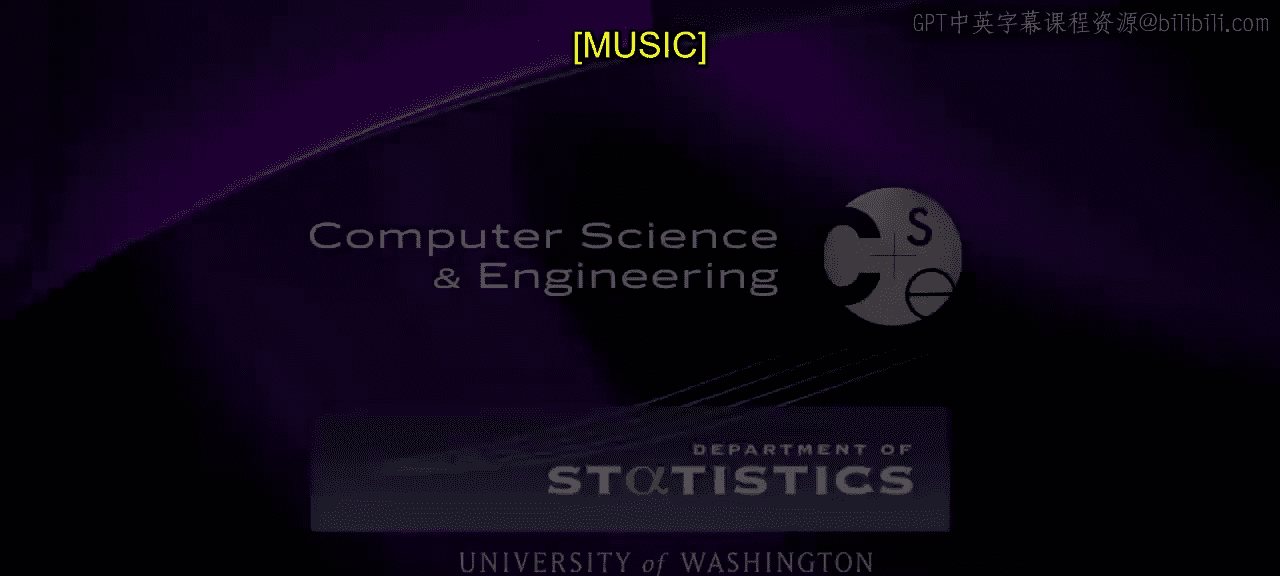 GPT中英字幕课程资源@bilibili.com
[MUSIC]
Computer Science
& Engineering
CSE
DEPARTMENT OF
STαTISTICS
UNIVERSITY of WASHINGTON